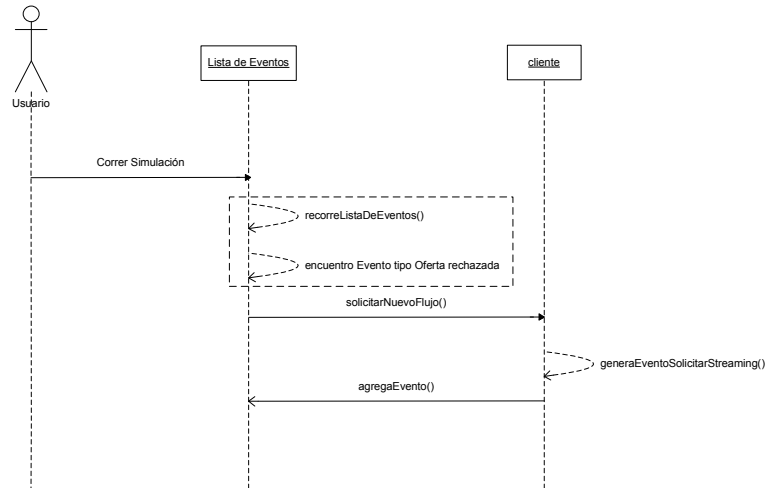 Lista de Eventos
cliente
Usuario
Correr Simulación
recorreListaDeEventos()
encuentro Evento tipo Oferta rechazada
solicitarNuevoFlujo()
generaEventoSolicitarStreaming()
agregaEvento()